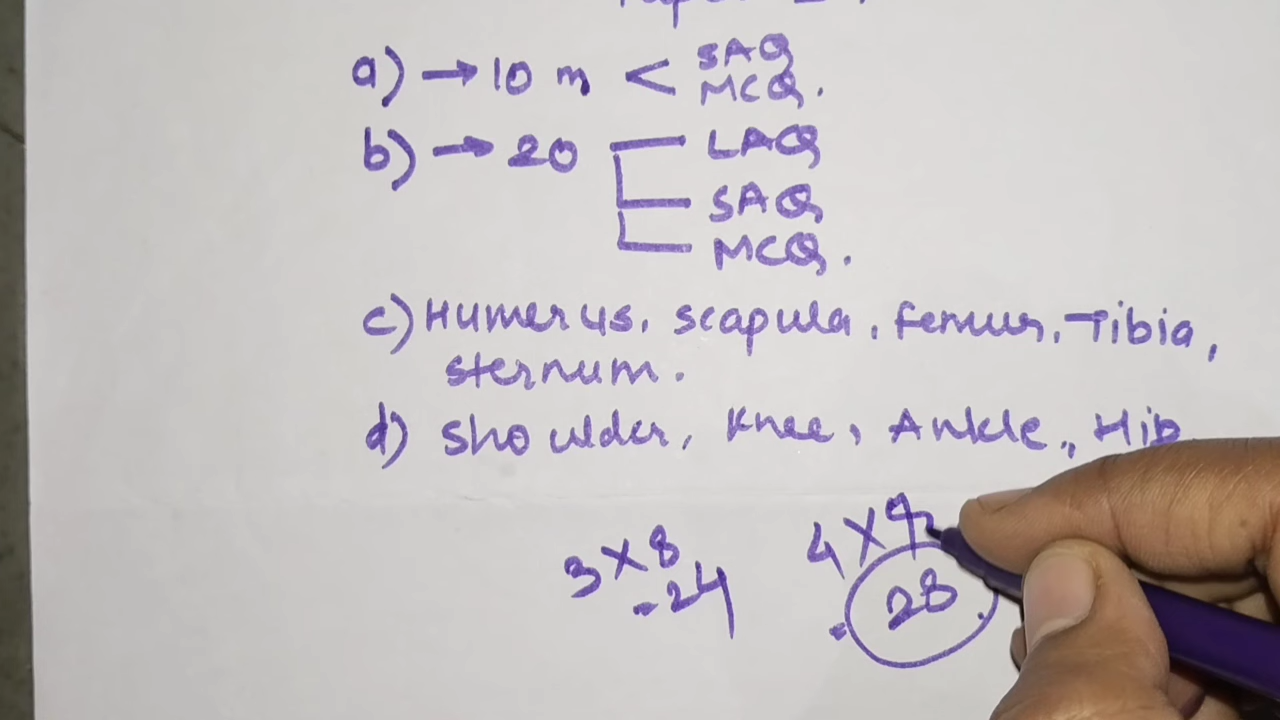 a) → 10 m < SAQ
MCQ.
b) → 20 LAQ
SAQ
MCQ.
c) Humerus, scapula, femur, Tibia,
sternum.
d) shoulder, Knee, Ankle, Hip
3 X 8
= 24
4 X
= 28